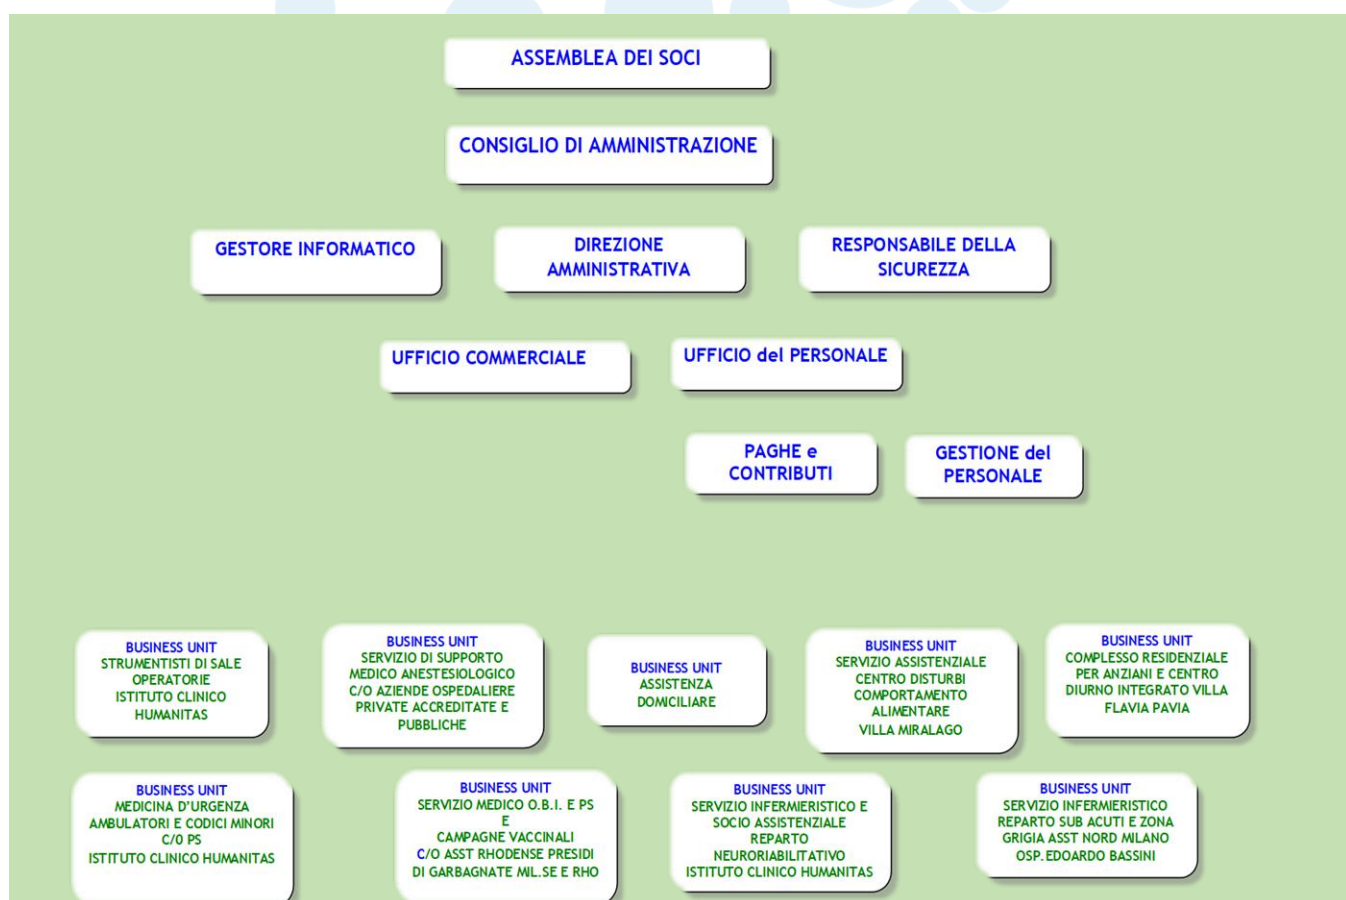 ASSEMBLEA DEI SOCI
CONSIGLIO DI AMMINISTRAZIONE
GESTORE INFORMATICO
DIREZIONE
AMMINISTRATIVA
RESPONSABILE DELLA
SICUREZZA
UFFICIO COMMERCIALE
UFFICIO del PERSONALE
PAGHE e
CONTRIBUTI
GESTIONE del
PERSONALE
BUSINESS UNIT
STRUMENTISTI DI SALE
OPERATORIE
ISTITUTO CLINICO
HUMANITAS
BUSINESS UNIT
SERVIZIO DI SUPPORTO
MEDICO ANESTESIOLOGICO
C/O AZIENDE OSPEDALIERE
PRIVATE ACCREDITATE E
PUBBLICHE
BUSINESS UNIT
ASSISTENZA
DOMICILIARE
BUSINESS UNIT
SERVIZIO ASSISTENZIALE
CENTRO DISTURBI
COMPORTAMENTO
ALIMENTARE
VILLA MIRALAGO
BUSINESS UNIT
COMPLESSO RESIDENZIALE
PER ANZIANI E CENTRO
DIURNO INTEGRATO VILLA
FLAVIA PAVIA
BUSINESS UNIT
MEDICINA D'URGENZA
AMBULATORI E CODICI MINORI
C/O PS
ISTITUTO CLINICO HUMANITAS
BUSINESS UNIT
SERVIZIO MEDICO O.B.I. E PS
E
CAMPAGNE VACCINALI
C/O ASST RHODENSE PRESIDI
DI GARBAGNATE MIL.SE E RHO
BUSINESS UNIT
SERVIZIO INFERMIERISTICO E
SOCIO ASSISTENZIALE
REPARTO
NEURORIABILITATIVO
ISTITUTO CLINICO HUMANITAS
BUSINESS UNIT
SERVIZIO INFERMIERISTICO
REPARTO SUB ACUTI E ZONA
GRIGIA ASST NORD MILANO
OSP.EDOARDO BASSINI